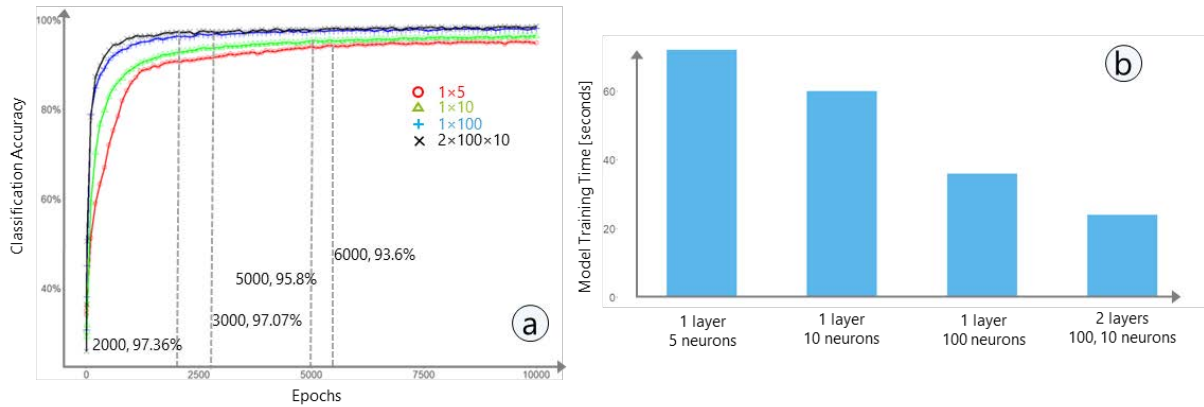 100%
80%
60%
40%
Classification Accuracy
1×5
1×10
1×100
2×100×10
6000, 93.6%
5000, 95.8%
3000, 97.07%
2000, 97.36%
a
0
2500
5000
7500
10000
Epochs
b
Model Training Time [seconds]
60
40
20
0
1 layer
5 neurons
1 layer
10 neurons
1 layer
100 neurons
2 layers
100, 10 neurons